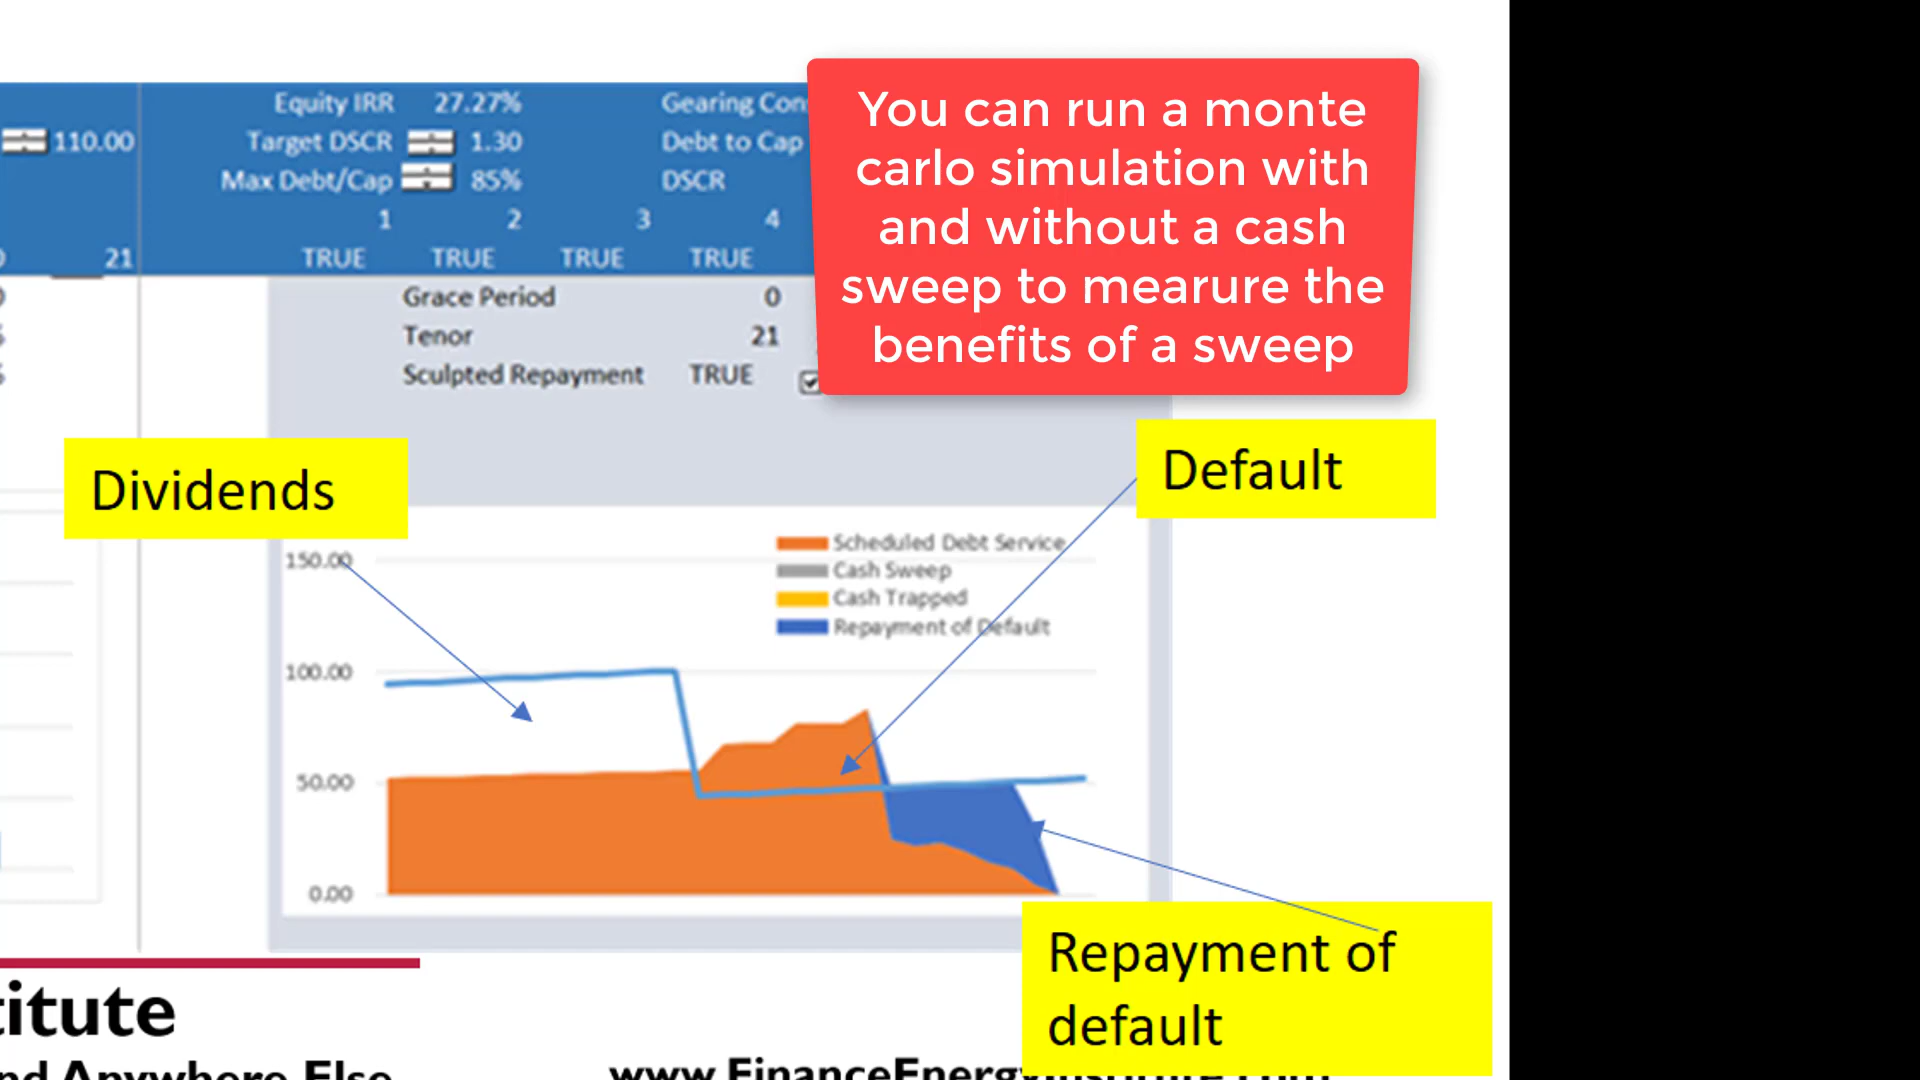 Equity IRR 27.27% Gearing Con
110.00 Target DSCR 1.30 Debt to Cap
Max Debt/Cap 85% DSCR
1 2 3 4
21 TRUE TRUE TRUE TRUE
You can run a monte
carlo simulation with
and without a cash
sweep to mearure the
benefits of a sweep
Grace Period 0
Tenor 21
Sculpted Repayment TRUE
Dividends
Default
150.00
100.00
50.00
0.00
Scheduled Debt Service
Cash Sweep
Cash Trapped
Repayment of Default
Repayment of
default
titute
nd Anywhere Else